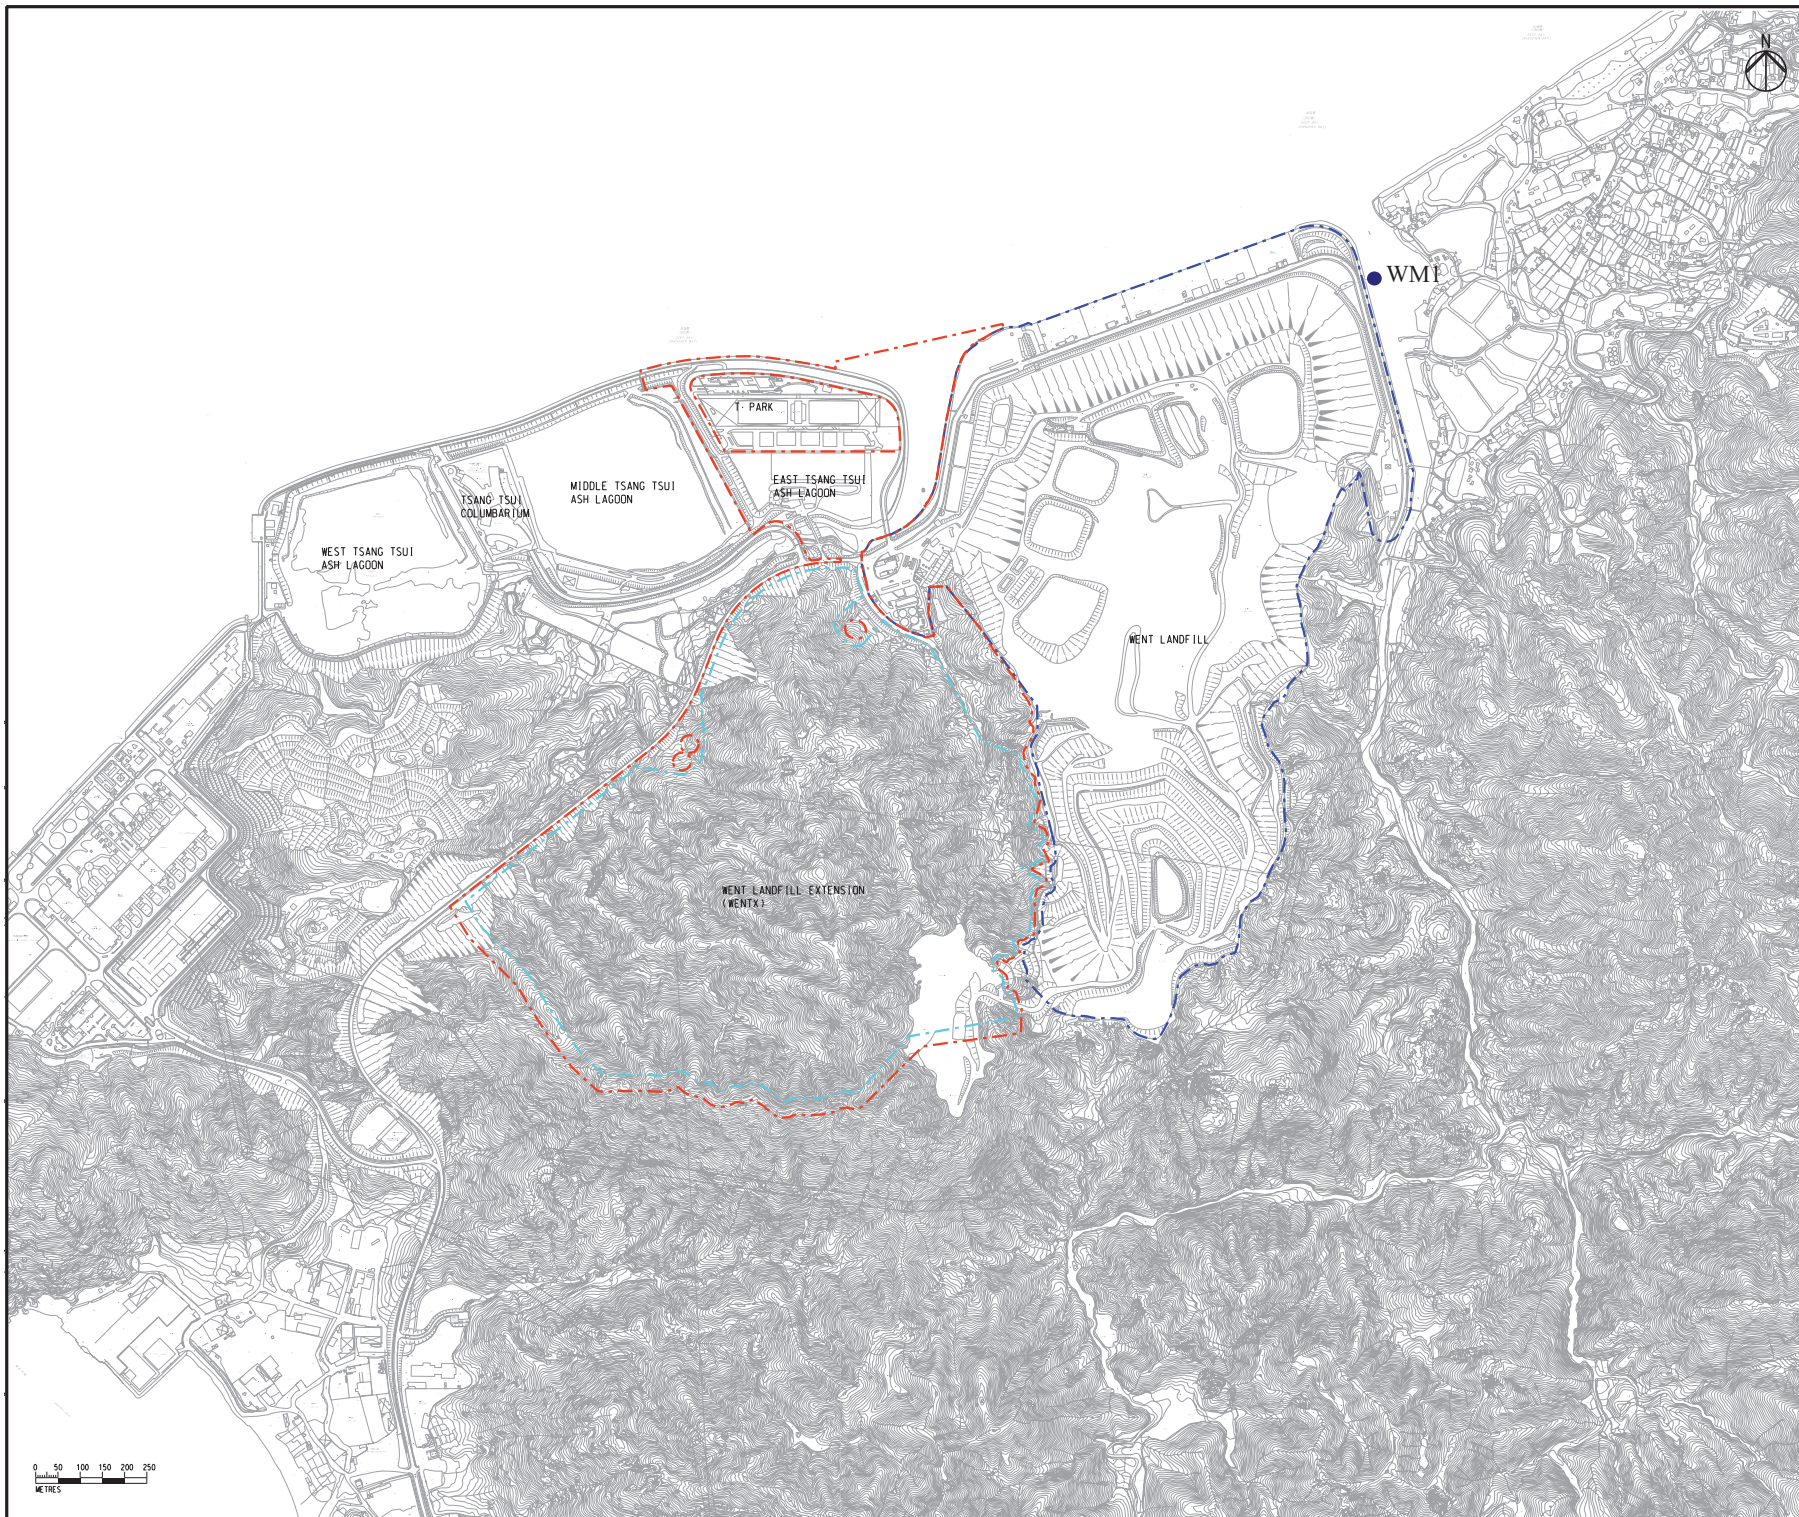 N
WM1
T· PARK
EAST TSANG TSUI
ASH LAGOON
MIDDLE TSANG TSUI
ASH LAGOON
TSANG TSUI
COLUMBARIUM
WEST TSANG TSUI
ASH LAGOON
WENT LANDFILL
WENT LANDFILL EXTENSION
(WENTX)
0 50 100 150 200 250
METRES